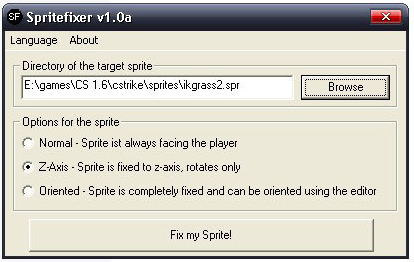 SF Spritefixer v1.0a
Language About
Directory of the target sprite
E:\games\CS 1.6\cstrike\sprites\ikgrass2.spr Browse
Options for the sprite
Normal - Sprite ist always facing the player
Z-Axis - Sprite is fixed to z-axis, rotates only
Oriented - Sprite is completely fixed and can be oriented using the editor
Fix my Sprite!